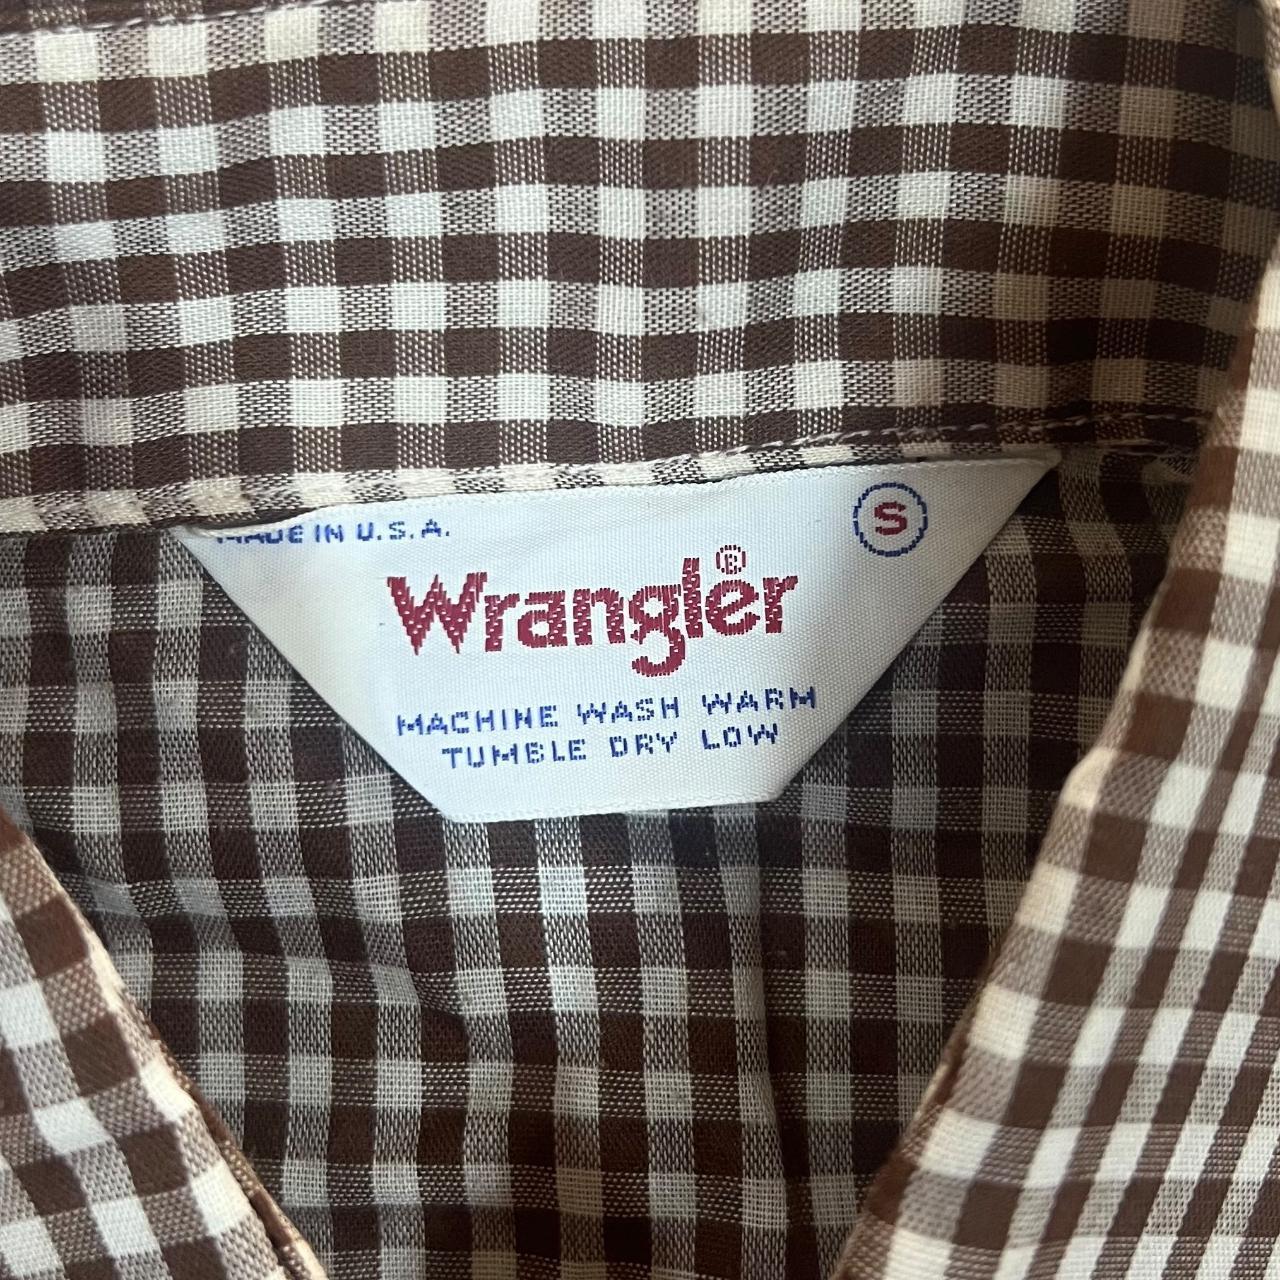 MADE IN U.S.A.
S
Wrangler®
MACHINE WASH WARM
TUMBLE DRY LOW